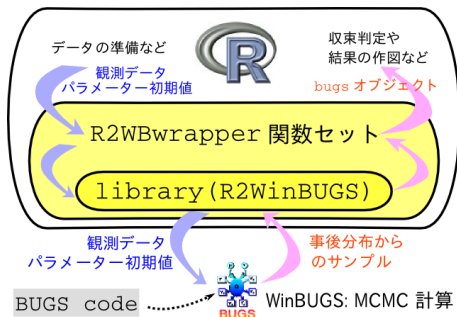 データの準備など
収束判定や
結果の作図など
R
観測データ
パラメーター初期値
bugs オブジェクト
R2WBwrapper 関数セット
library(R2WinBUGS)
観測データ
パラメーター初期値
事後分布から
のサンプル
BUGS code
BUGS
WinBUGS: MCMC 計算